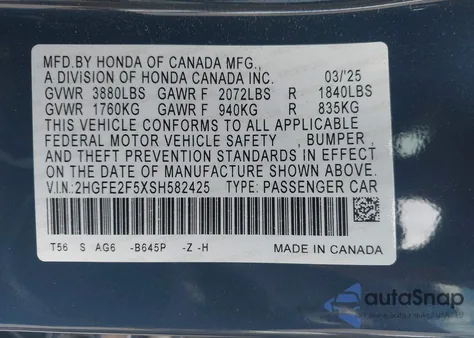 MFD.BY HONDA OF CANADA MFG.,
A DIVISION OF HONDA CANADA INC. 03/'25
GVWR 3880LBS GAWR F 2072LBS R 1840LBS
GVWR 1760KG GAWR F 940KG R 835KG
THIS VEHICLE CONFORMS TO ALL APPLICABLE
FEDERAL MOTOR VEHICLE SAFETY , BUMPER ,
AND THEFT PREVENTION STANDARDS IN EFFECT
ON THE DATE OF MANUFACTURE SHOWN ABOVE.
V.I.N: 2HGFE2F5XSH582425 TYPE: PASSENGER CAR
T56 S AG6 -B645P -Z -H MADE IN CANADA
autoSnap